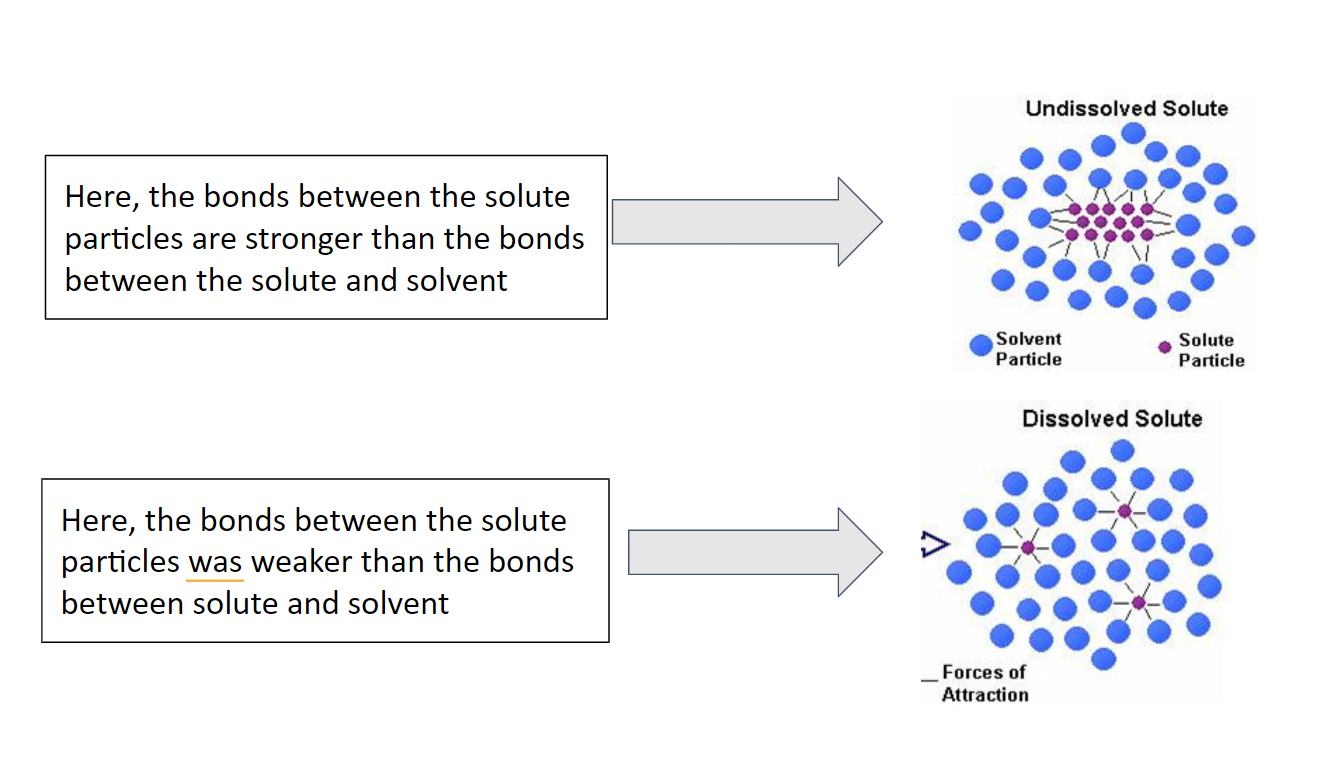 Undissolved Solute
Here, the bonds between the solute
particles are stronger than the bonds
between the solute and solvent
Solvent
Particle
Solute
Particle
Dissolved Solute
Here, the bonds between the solute
particles was weaker than the bonds
between solute and solvent
Forces of
Attraction